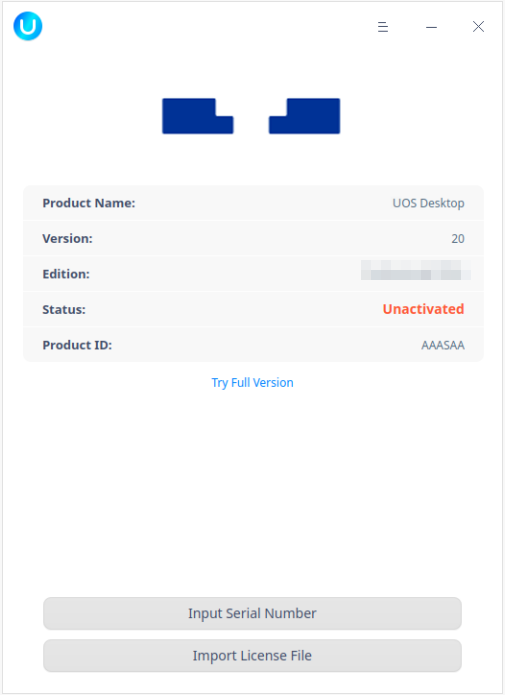 Product Name: UOS Desktop
Version: 20
Edition:
Status: Unactivated
Product ID: AAASAA
Try Full Version
Input Serial Number
Import License File